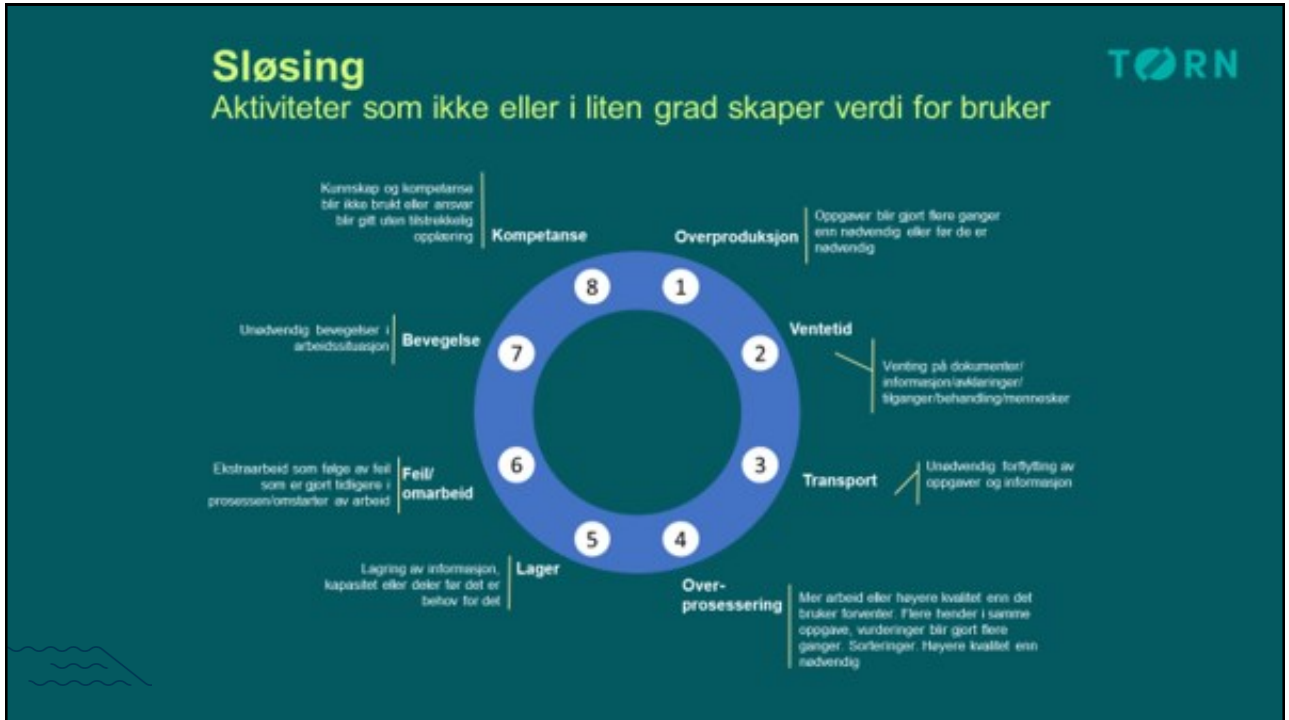 Sløsing
TØRN
Aktiviteter som ikke eller i liten grad skaper verdi for bruker
Kunnskap og kompetanse
blir ikke brukt eller ansvar
blir gitt uten tilstrekkelig
opplæring
Kompetanse
Overproduksjon
Oppgaver blir gjort flere ganger
enn nødvendig eller før de er
nødvendig
8
1
Unødvendig bevegelser i
arbeidssituasjon
Bevegelse
7
2
Ventetid
Venting på dokumenter/
informasjon/avklaringer/
tilganger/behandling/mennesker
Ekstraarbeid som følge av feil
som er gjort tidligere i
prosessen/omstarter av arbeid
Feil/
omarbeid
6
3
Transport
Unødvendig forflytting av
oppgaver og informasjon
5
4
Lagring av informasjon,
kapasitet eller deler før det er
behov for det
Lager
Over-
prosessering
Mer arbeid eller høyere kvalitet enn det
bruker forventer. Flere hender i samme
oppgave, vurderinger blir gjort flere
ganger. Sorteringer. Høyere kvalitet enn
nødvendig